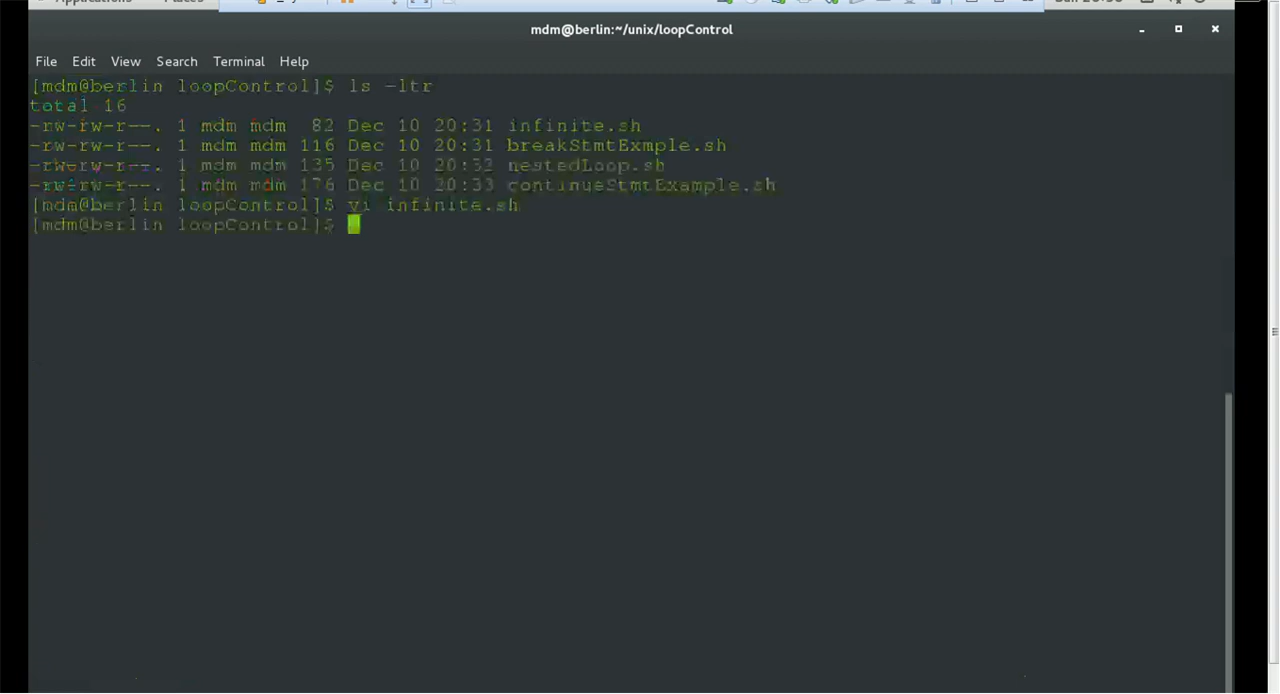 mdm@berlin:~/unix/loopControl
File Edit View Search Terminal Help
[mdm@berlin loopControl]$ ls -ltr
total 16
-rw-rw-r--. 1 mdm mdm 82 Dec 10 20:31 infinite.sh
-rw-rw-r--. 1 mdm mdm 116 Dec 10 20:31 breakStmtExmple.sh
-rw-rw-r--. 1 mdm mdm 135 Dec 10 20:32 nestedLoop.sh
-rw-rw-r--. 1 mdm mdm 176 Dec 10 20:33 continueStmtExample.sh
[mdm@berlin loopControl]$ vi infinite.sh
[mdm@berlin loopControl]$